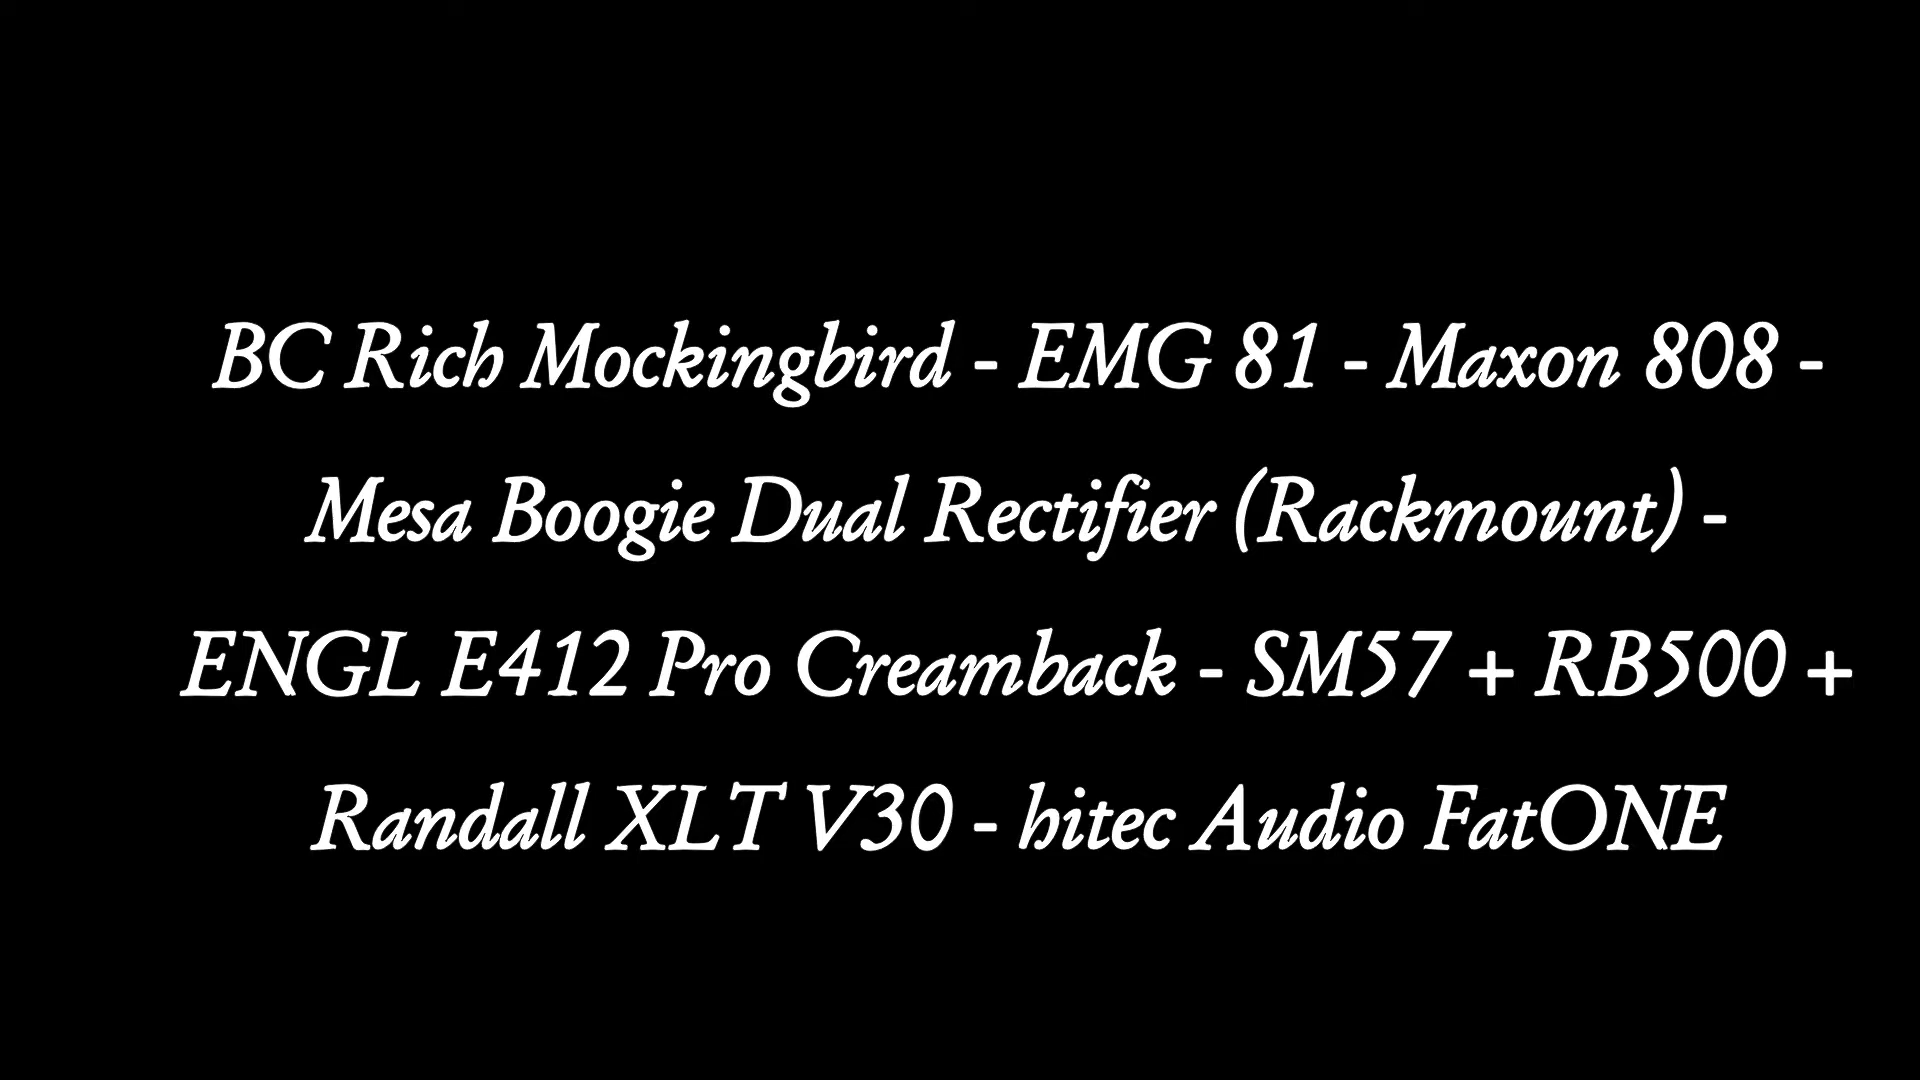 BC Rich Mockingbird - EMG 81 - Maxon 808 -
Mesa Boogie Dual Rectifier (Rackmount) -
ENGL E412 Pro Creamback - SM57 + RB500 +
Randall XLT V30 - hitec Audio FatONE